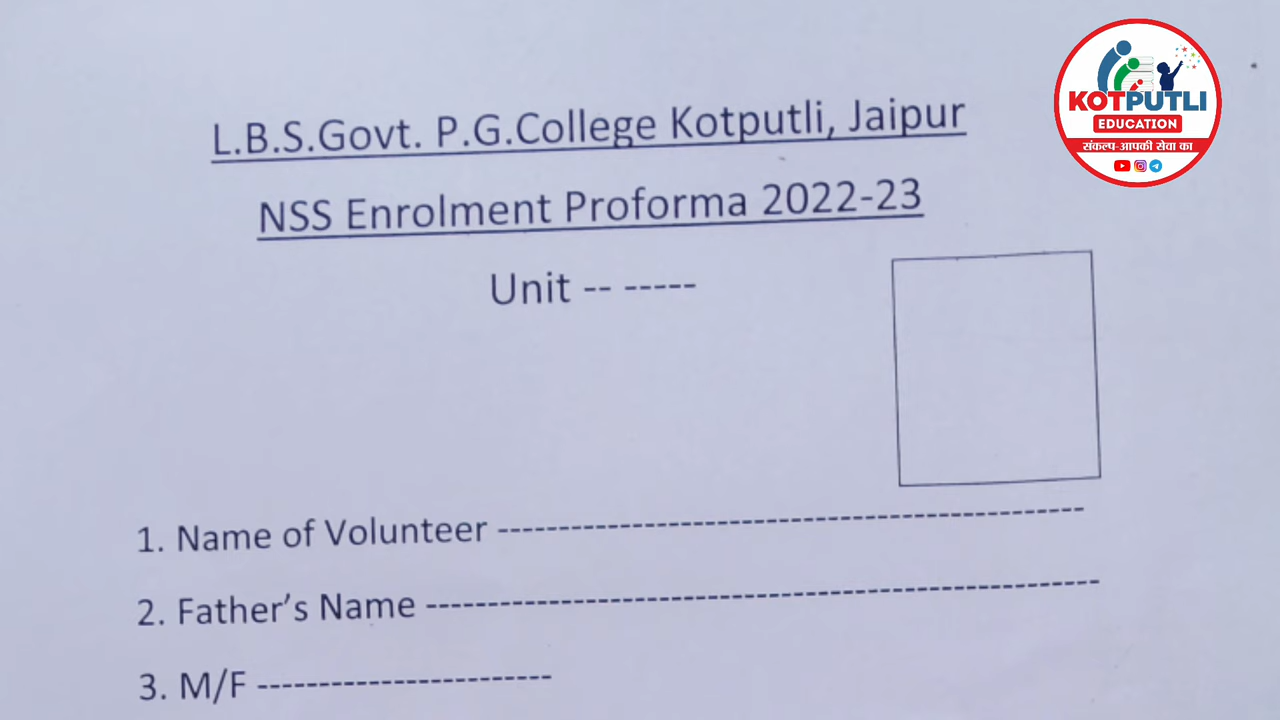 L.B.S.Govt. P.G.College Kotputli, Jaipur
NSS Enrolment Proforma 2022-23
Unit -- -----
1. Name of Volunteer -----------------------------------------------
2. Father's Name ------------------------------------------------------
3. M/F ------------------------
KOTPUTLI
EDUCATION
संकल्प-आपकी सेवा का